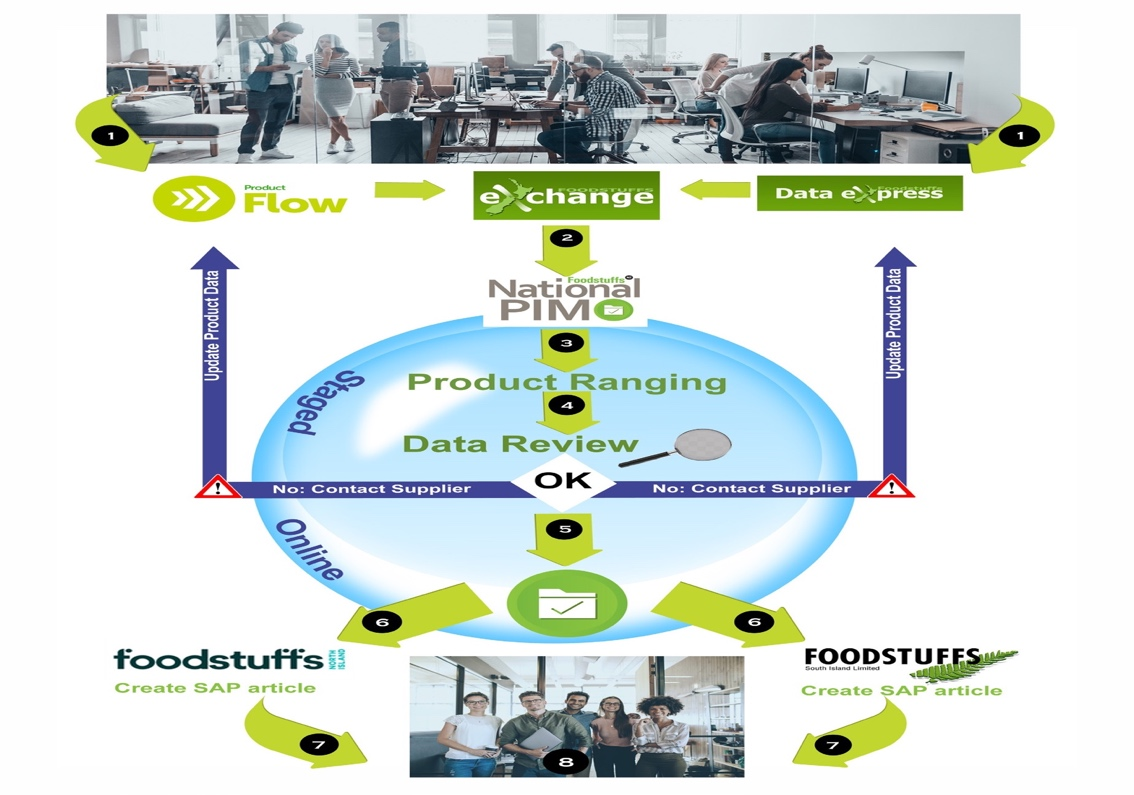 1
1
Product
Flow
FOODSTUFFS
eXchange
Foodstuffs
Data eXpress
2
Foodstuffs
National
PIM
3
Product Ranging
4
Data Review
Staged
Update Product Data
Update Product Data
OK
! No: Contact Supplier
No: Contact Supplier !
5
Online
6
6
foodstuffs
NORTH ISLAND
Create SAP article
FOODSTUFFS
South Island Limited
Create SAP article
7
7
8